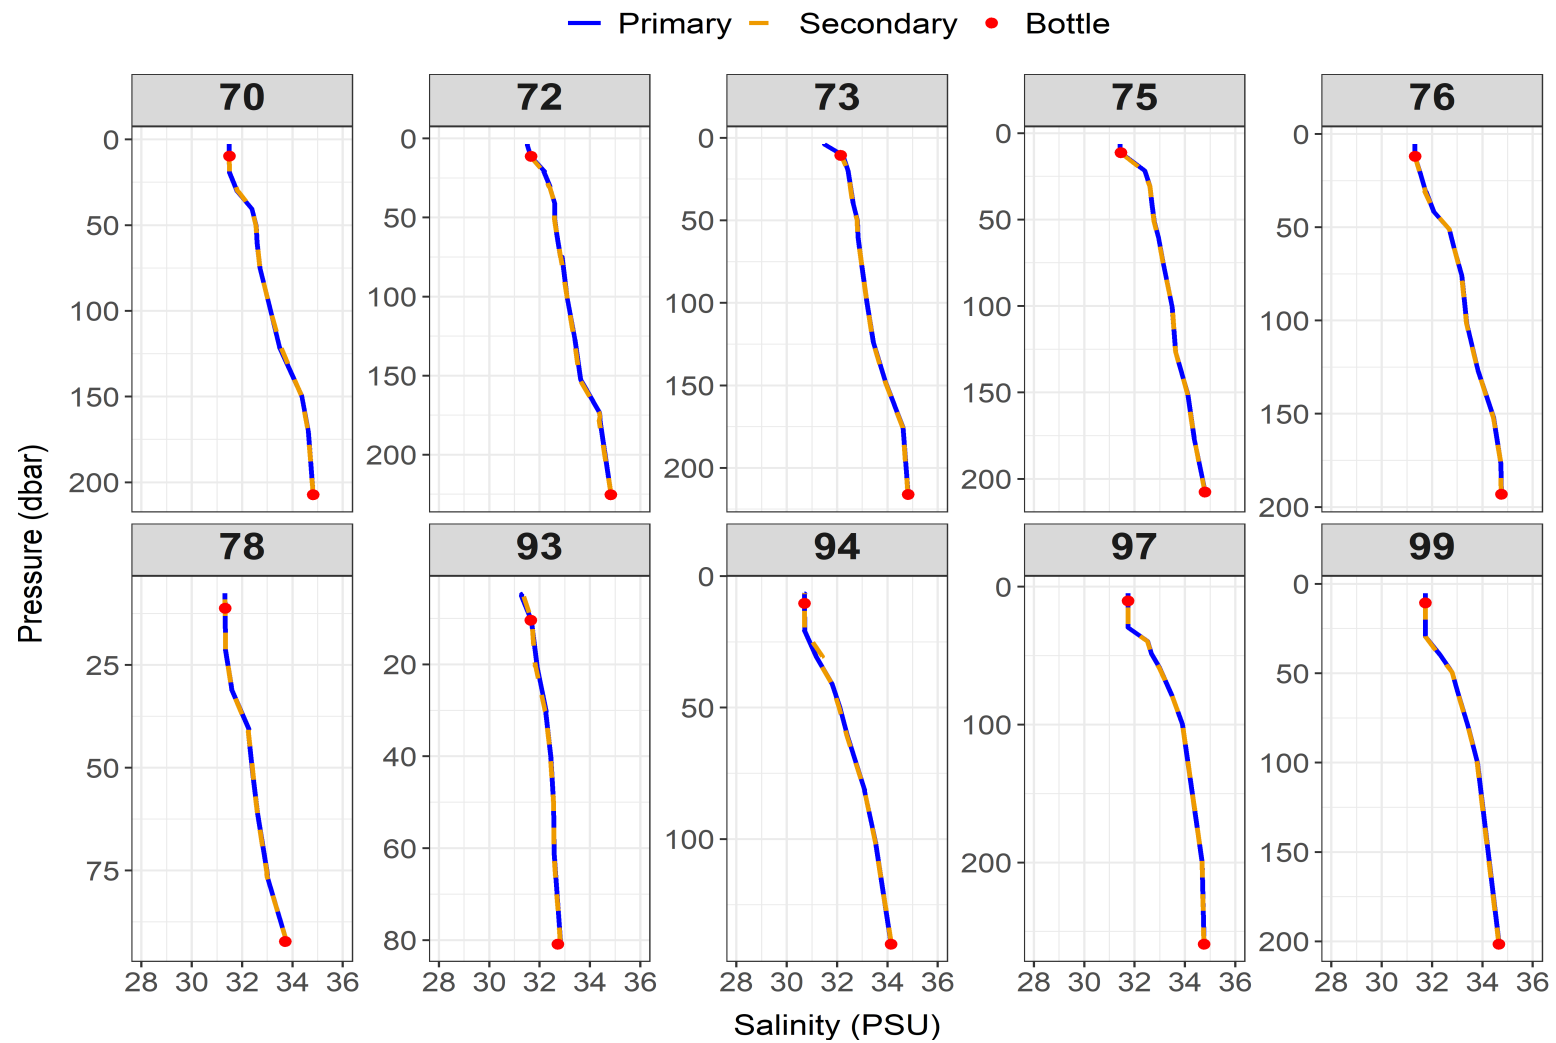 Primary Secondary Bottle
70 72 73 75 76
0 0 0 0 0
50 50 50 50 50
100 100 100 100 100
150 150 150 150 150
200 200 200 200 200
Pressure (dbar)
78 93 94 97 99
25 50 75
20 40 60 80
0 50 100
0 100 200
0 50 100 150 200
28 30 32 34 36 28 30 32 34 36 28 30 32 34 36 28 30 32 34 36 28 30 32 34 36
Salinity (PSU)